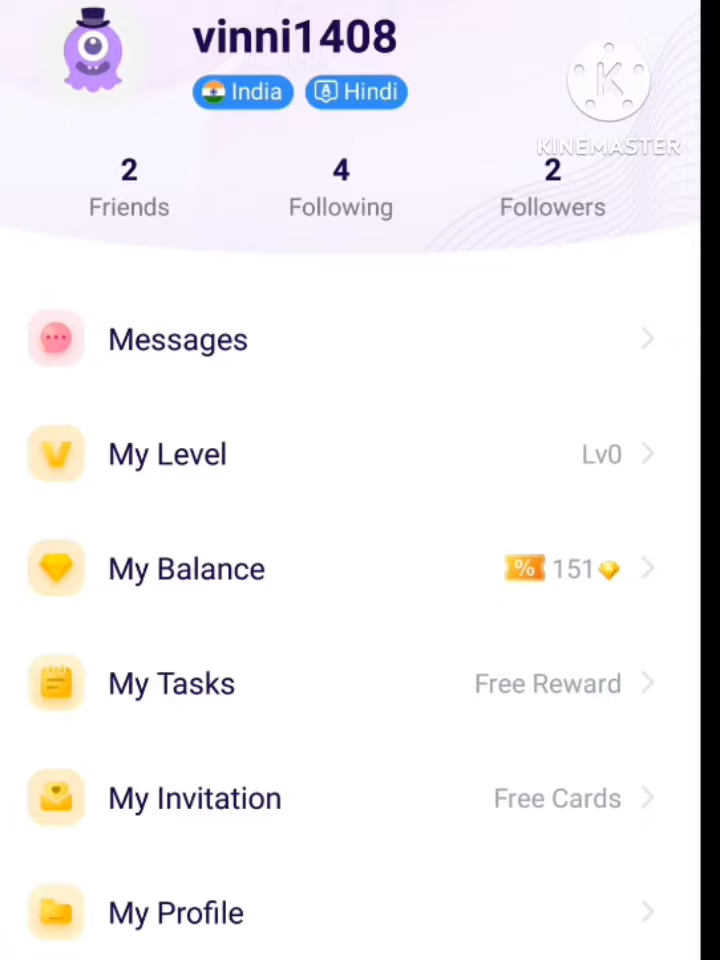 vinni1408
India Hindi
K
KINEMASTER
2 4 2
Friends Following Followers
Messages
My Level Lv0
My Balance % 151
My Tasks Free Reward
My Invitation Free Cards
My Profile